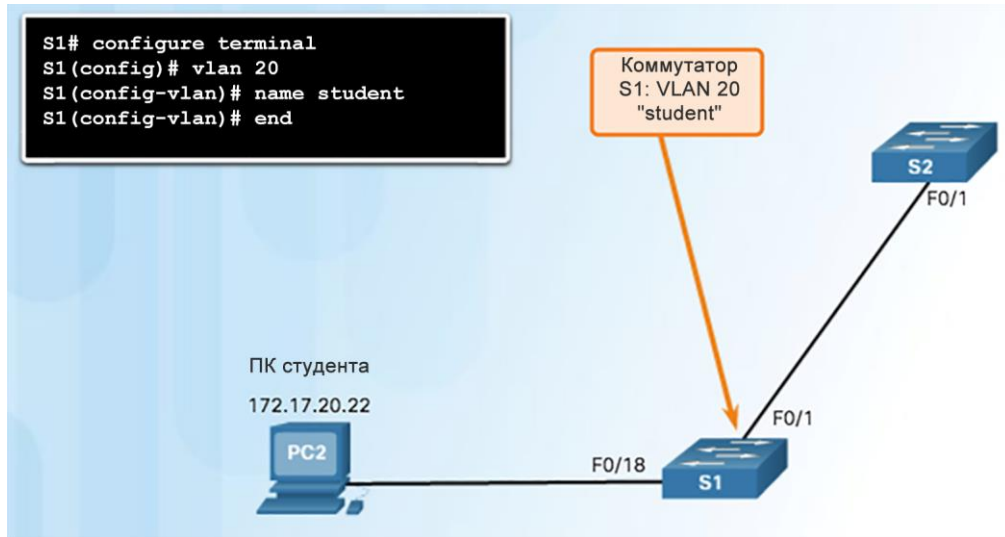 S1# configure terminal
S1(config)# vlan 20
S1(config-vlan)# name student
S1(config-vlan)# end
Коммутатор
S1: VLAN 20
"student"
S2
F0/1
ПК студента
172.17.20.22
PC2
F0/18
F0/1
S1